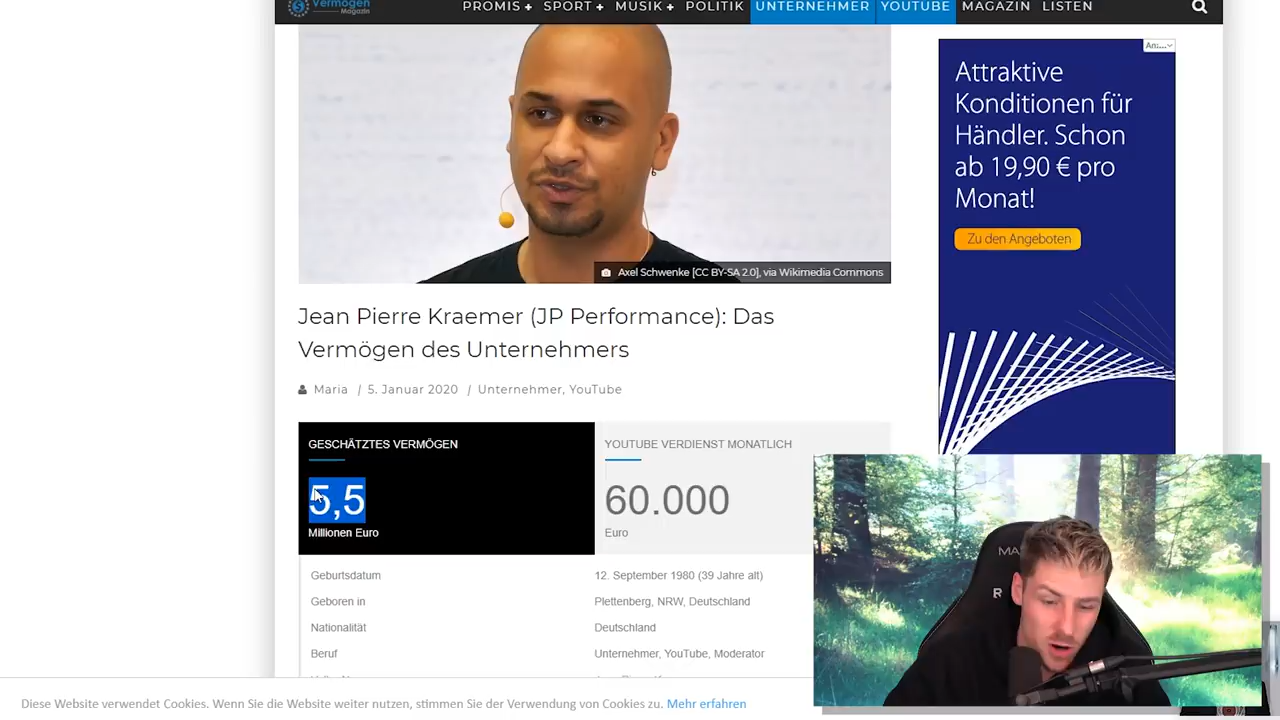 Vermögen
Magazin
PROMIS + SPORT + MUSIK + POLITIK UNTERNEHMER YOUTUBE MAGAZIN LISTEN
An:...
Attraktive
Konditionen für
Händler. Schon
ab 19,90 € pro
Monat!
Zu den Angeboten
Axel Schwenke [CC BY-SA 2.0], via Wikimedia Commons
Jean Pierre Kraemer (JP Performance): Das
Vermögen des Unternehmers
Maria / 5. Januar 2020 / Unternehmer, YouTube
GESCHÄTZTES VERMÖGEN
5,5
Millionen Euro
YOUTUBE VERDIENST MONATLICH
60.000
Euro
Geburtsdatum 12. September 1980 (39 Jahre alt)
Geboren in Plettenberg, NRW, Deutschland
Nationalität Deutschland
Beruf Unternehmer, YouTube, Moderator
Diese Website verwendet Cookies. Wenn Sie die Website weiter nutzen, stimmen Sie der Verwendung von Cookies zu. Mehr erfahren